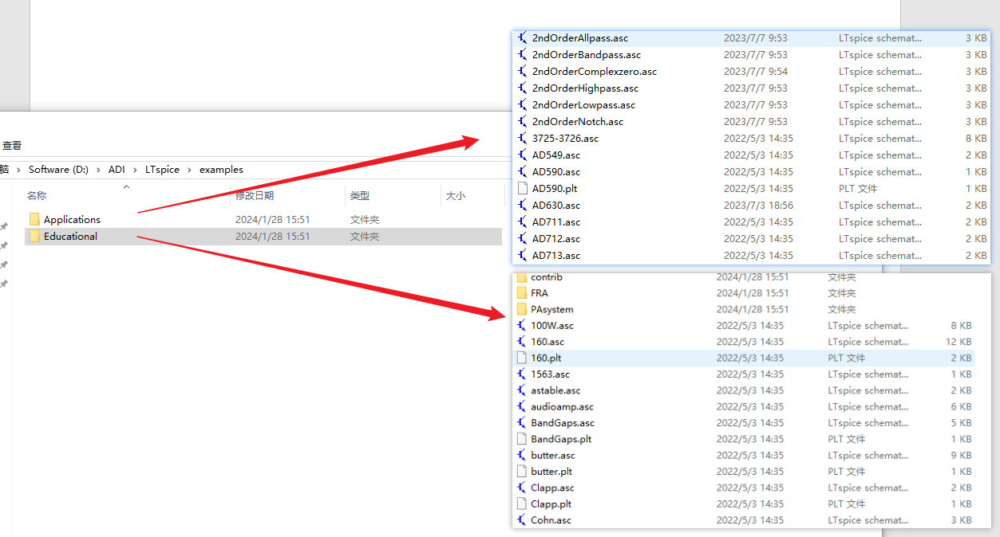 查看
脑 › Software (D:) › ADI › LTspice › examples
名称 修改日期 类型 大小
Applications 2024/1/28 15:51 文件夹
Educational 2024/1/28 15:51 文件夹
2ndOrderAllpass.asc 2023/7/7 9:53 LTspice schemat... 3 KB
2ndOrderBandpass.asc 2023/7/7 9:53 LTspice schemat... 3 KB
2ndOrderComplexzero.asc 2023/7/7 9:54 LTspice schemat... 3 KB
2ndOrderHighpass.asc 2023/7/7 9:53 LTspice schemat... 3 KB
2ndOrderLowpass.asc 2023/7/7 9:53 LTspice schemat... 3 KB
2ndOrderNotch.asc 2023/7/7 9:53 LTspice schemat... 3 KB
3725-3726.asc 2022/5/3 14:35 LTspice schemat... 8 KB
AD549.asc 2022/5/3 14:35 LTspice schemat... 2 KB
AD590.asc 2022/5/3 14:35 LTspice schemat... 1 KB
AD590.plt 2022/5/3 14:35 PLT 文件 1 KB
AD630.asc 2023/7/3 18:56 LTspice schemat... 2 KB
AD711.asc 2022/5/3 14:35 LTspice schemat... 2 KB
AD712.asc 2022/5/3 14:35 LTspice schemat... 2 KB
AD713.asc 2022/5/3 14:35 LTspice schemat... 2 KB
contrib 2024/1/28 15:51 文件夹
FRA 2024/1/28 15:51 文件夹
PAsystem 2024/1/28 15:51 文件夹
100W.asc 2022/5/3 14:35 LTspice schemat... 8 KB
160.asc 2022/5/3 14:35 LTspice schemat... 12 KB
160.plt 2022/5/3 14:35 PLT 文件 2 KB
1563.asc 2022/5/3 14:35 LTspice schemat... 1 KB
astable.asc 2022/5/3 14:35 LTspice schemat... 2 KB
audioamp.asc 2022/5/3 14:35 LTspice schemat... 6 KB
BandGaps.asc 2022/5/3 14:35 LTspice schemat... 5 KB
BandGaps.plt 2022/5/3 14:35 PLT 文件 1 KB
butter.asc 2022/5/3 14:35 LTspice schemat... 9 KB
butter.plt 2022/5/3 14:35 PLT 文件 1 KB
Clapp.asc 2022/5/3 14:35 LTspice schemat... 2 KB
Clapp.plt 2022/5/3 14:35 PLT 文件 1 KB
Cohn.asc 2022/5/3 14:35 LTspice schemat... 3 KB